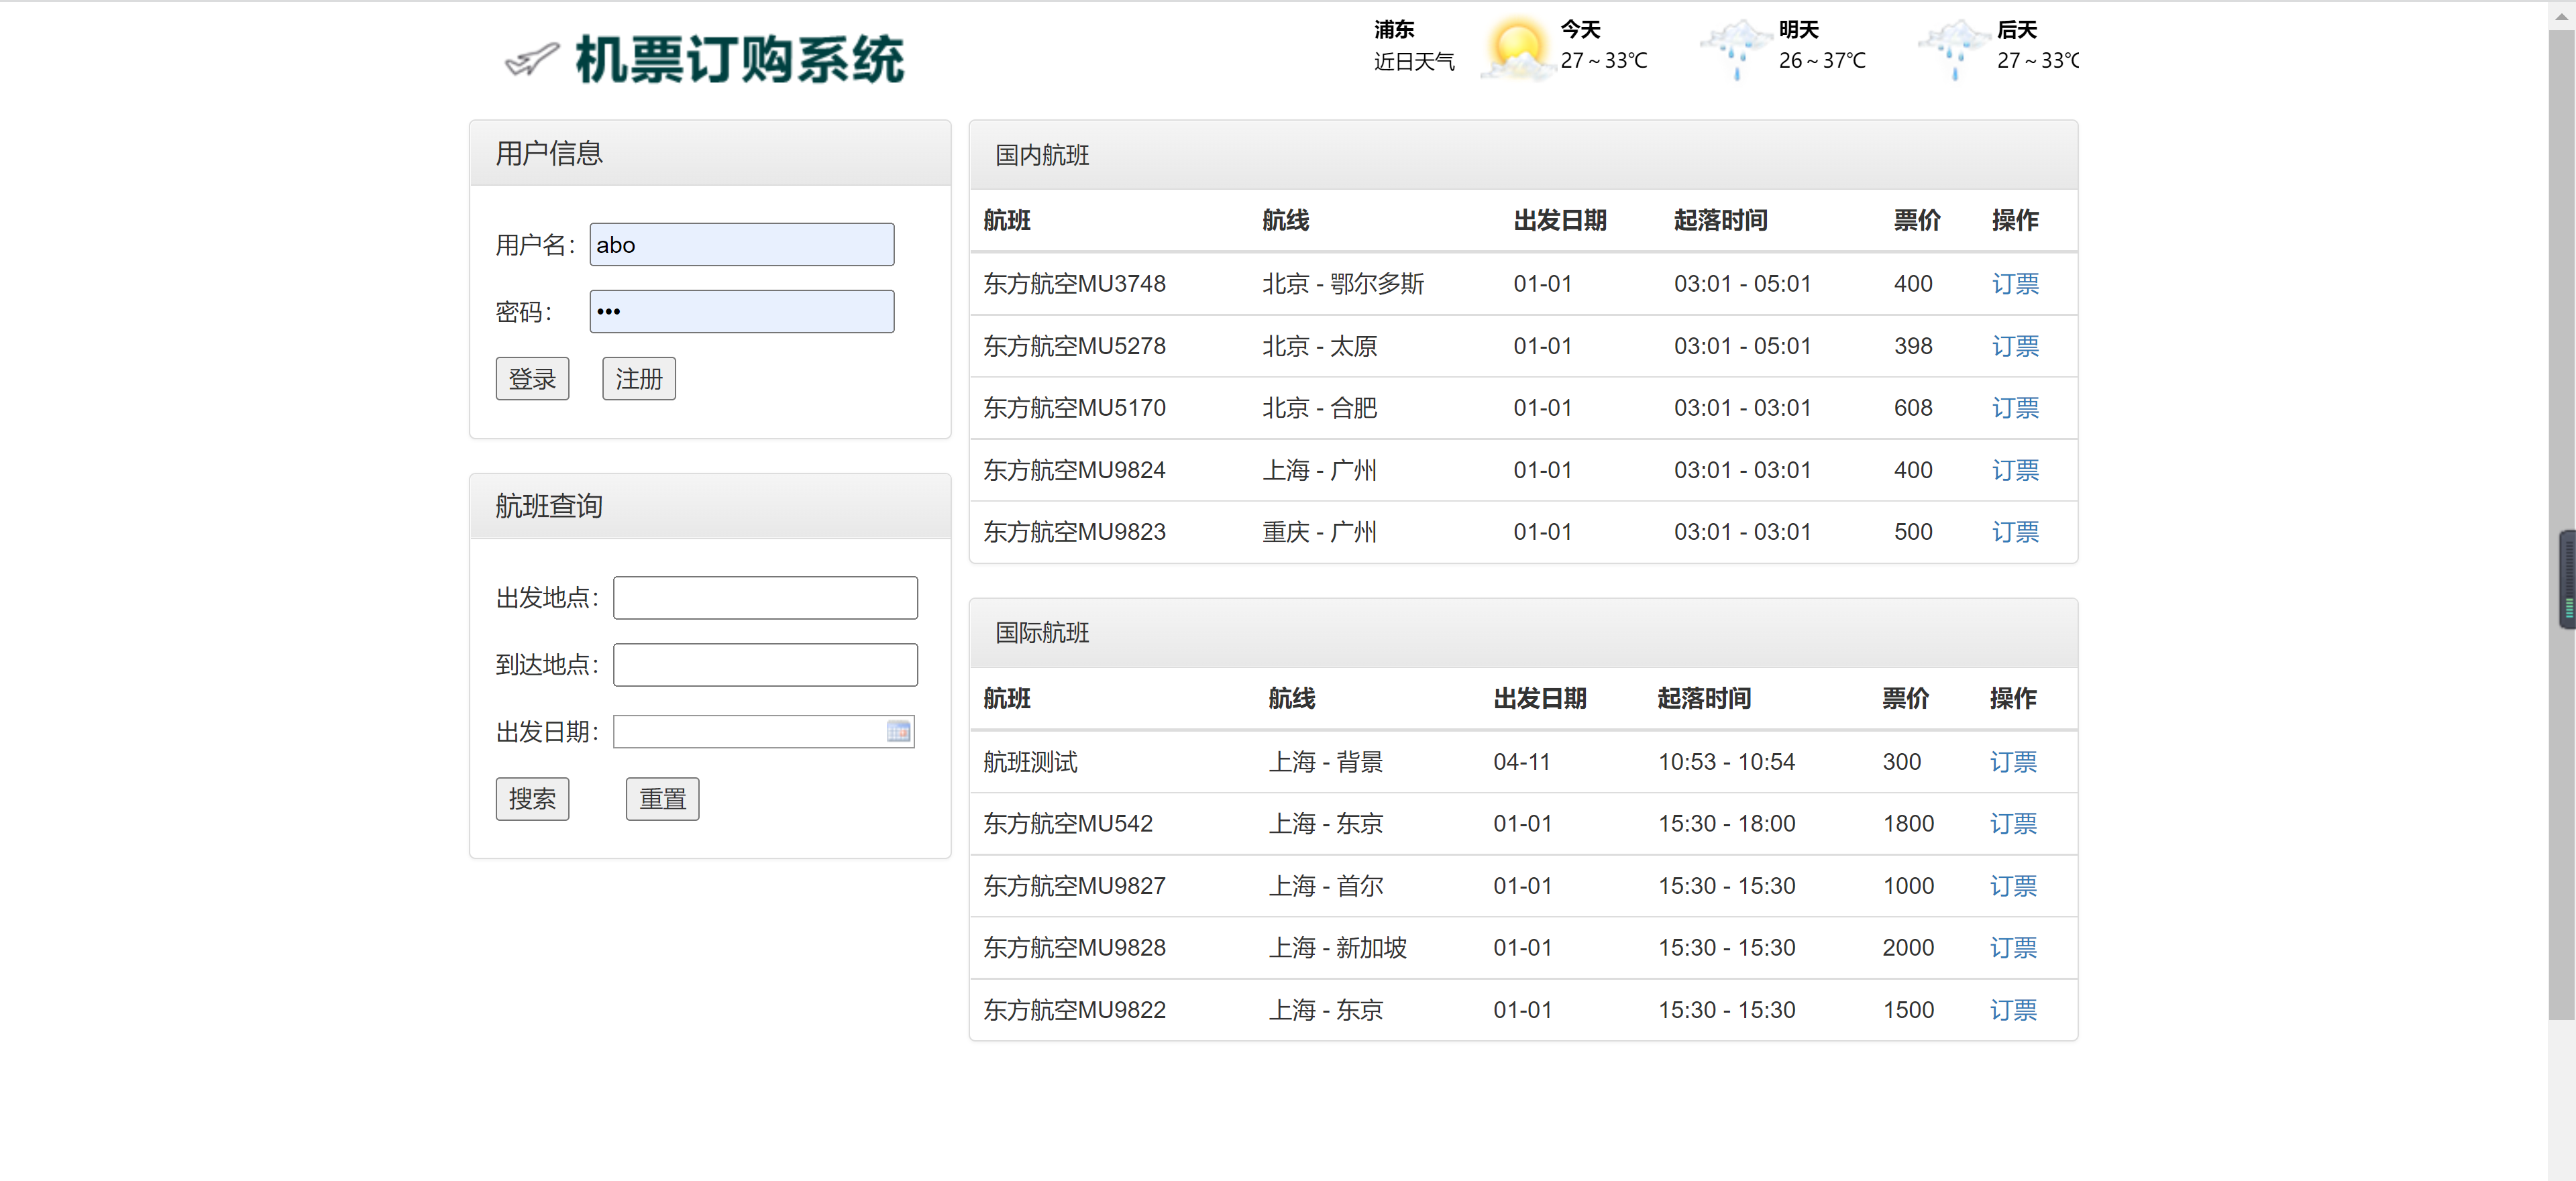 机票订购系统
浦东 今天 明天 后天
近日天气 27～33℃ 26～37℃ 27～33℃
用户信息
用户名： abo
密码： •••
登录 注册
航班查询
出发地点：
到达地点：
出发日期：
搜索 重置
国内航班
航班 航线 出发日期 起落时间 票价 操作
东方航空MU3748 北京 - 鄂尔多斯 01-01 03:01 - 05:01 400 订票
东方航空MU5278 北京 - 太原 01-01 03:01 - 05:01 398 订票
东方航空MU5170 北京 - 合肥 01-01 03:01 - 03:01 608 订票
东方航空MU9824 上海 - 广州 01-01 03:01 - 03:01 400 订票
东方航空MU9823 重庆 - 广州 01-01 03:01 - 03:01 500 订票
国际航班
航班 航线 出发日期 起落时间 票价 操作
航班测试 上海 - 背景 04-11 10:53 - 10:54 300 订票
东方航空MU542 上海 - 东京 01-01 15:30 - 18:00 1800 订票
东方航空MU9827 上海 - 首尔 01-01 15:30 - 15:30 1000 订票
东方航空MU9828 上海 - 新加坡 01-01 15:30 - 15:30 2000 订票
东方航空MU9822 上海 - 东京 01-01 15:30 - 15:30 1500 订票